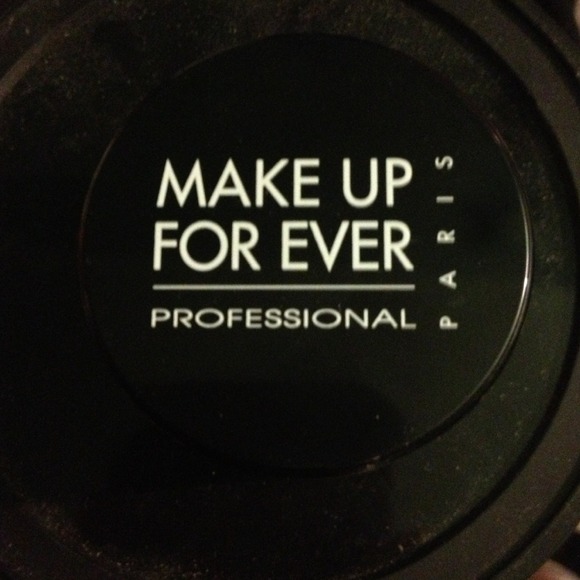 MAKE UP
FOR EVER
PROFESSIONAL
PARIS